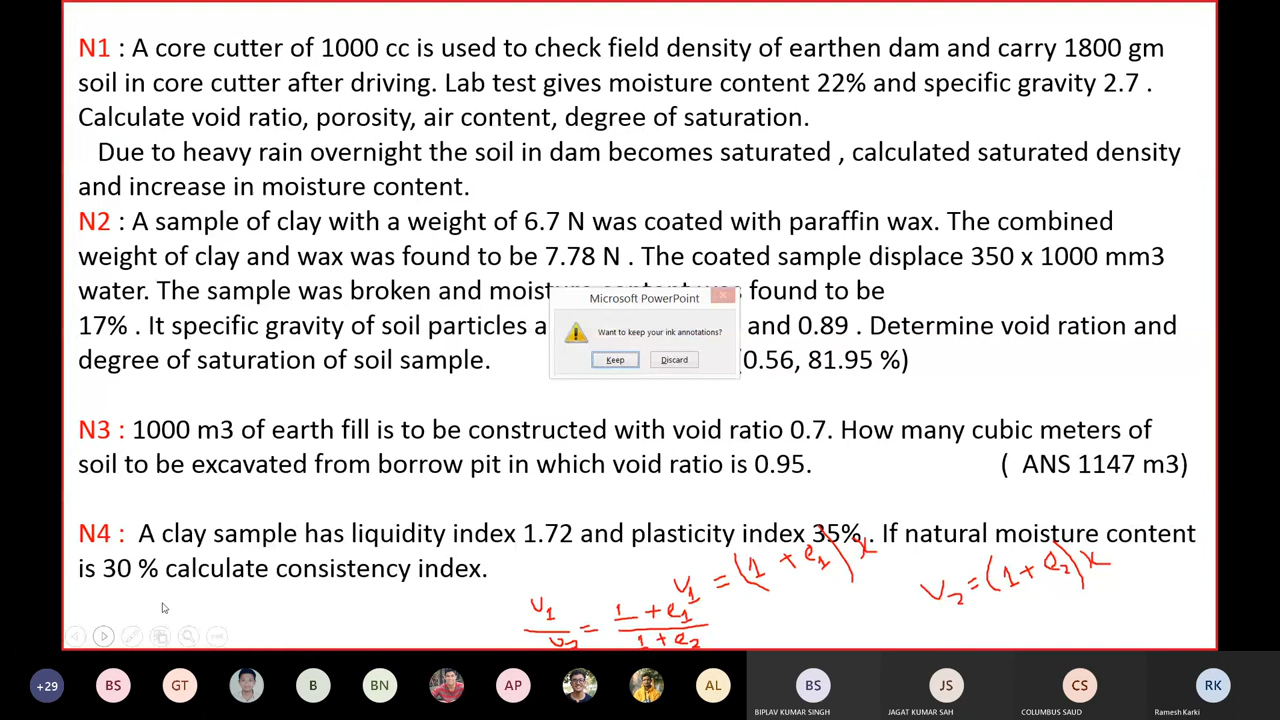 N1 : A core cutter of 1000 cc is used to check field density of earthen dam and carry 1800 gm
soil in core cutter after driving. Lab test gives moisture content 22% and specific gravity 2.7 .
Calculate void ratio, porosity, air content, degree of saturation.
Due to heavy rain overnight the soil in dam becomes saturated , calculated saturated density
and increase in moisture content.
N2 : A sample of clay with a weight of 6.7 N was coated with paraffin wax. The combined
weight of clay and wax was found to be 7.78 N . The coated sample displace 350 x 1000 mm3
water. The sample was broken and found to be
Microsoft PowerPoint
17% . It specific gravity of soil particles and 0.89 . Determine void ration and
Want to keep your ink annotations?
degree of saturation of soil sample. (0.56, 81.95 %)
Keep Discard
N3 : 1000 m3 of earth fill is to be constructed with void ratio 0.7. How many cubic meters of
soil to be excavated from borrow pit in which void ratio is 0.95. ( ANS 1147 m3)
N4 : A clay sample has liquidity index 1.72 and plasticity index 35% . If natural moisture content
is 30 % calculate consistency index.
V1 = (1 + e1) x V2 = (1 + e2) x
V1/V2 = 1 + e1/1 + e2
+29 BS GT B BN AP AL BS JS CS RK
BIPLAV KUMAR SINGH JAGAT KUMAR SAH COLUMBUS SAUD Ramesh Karki